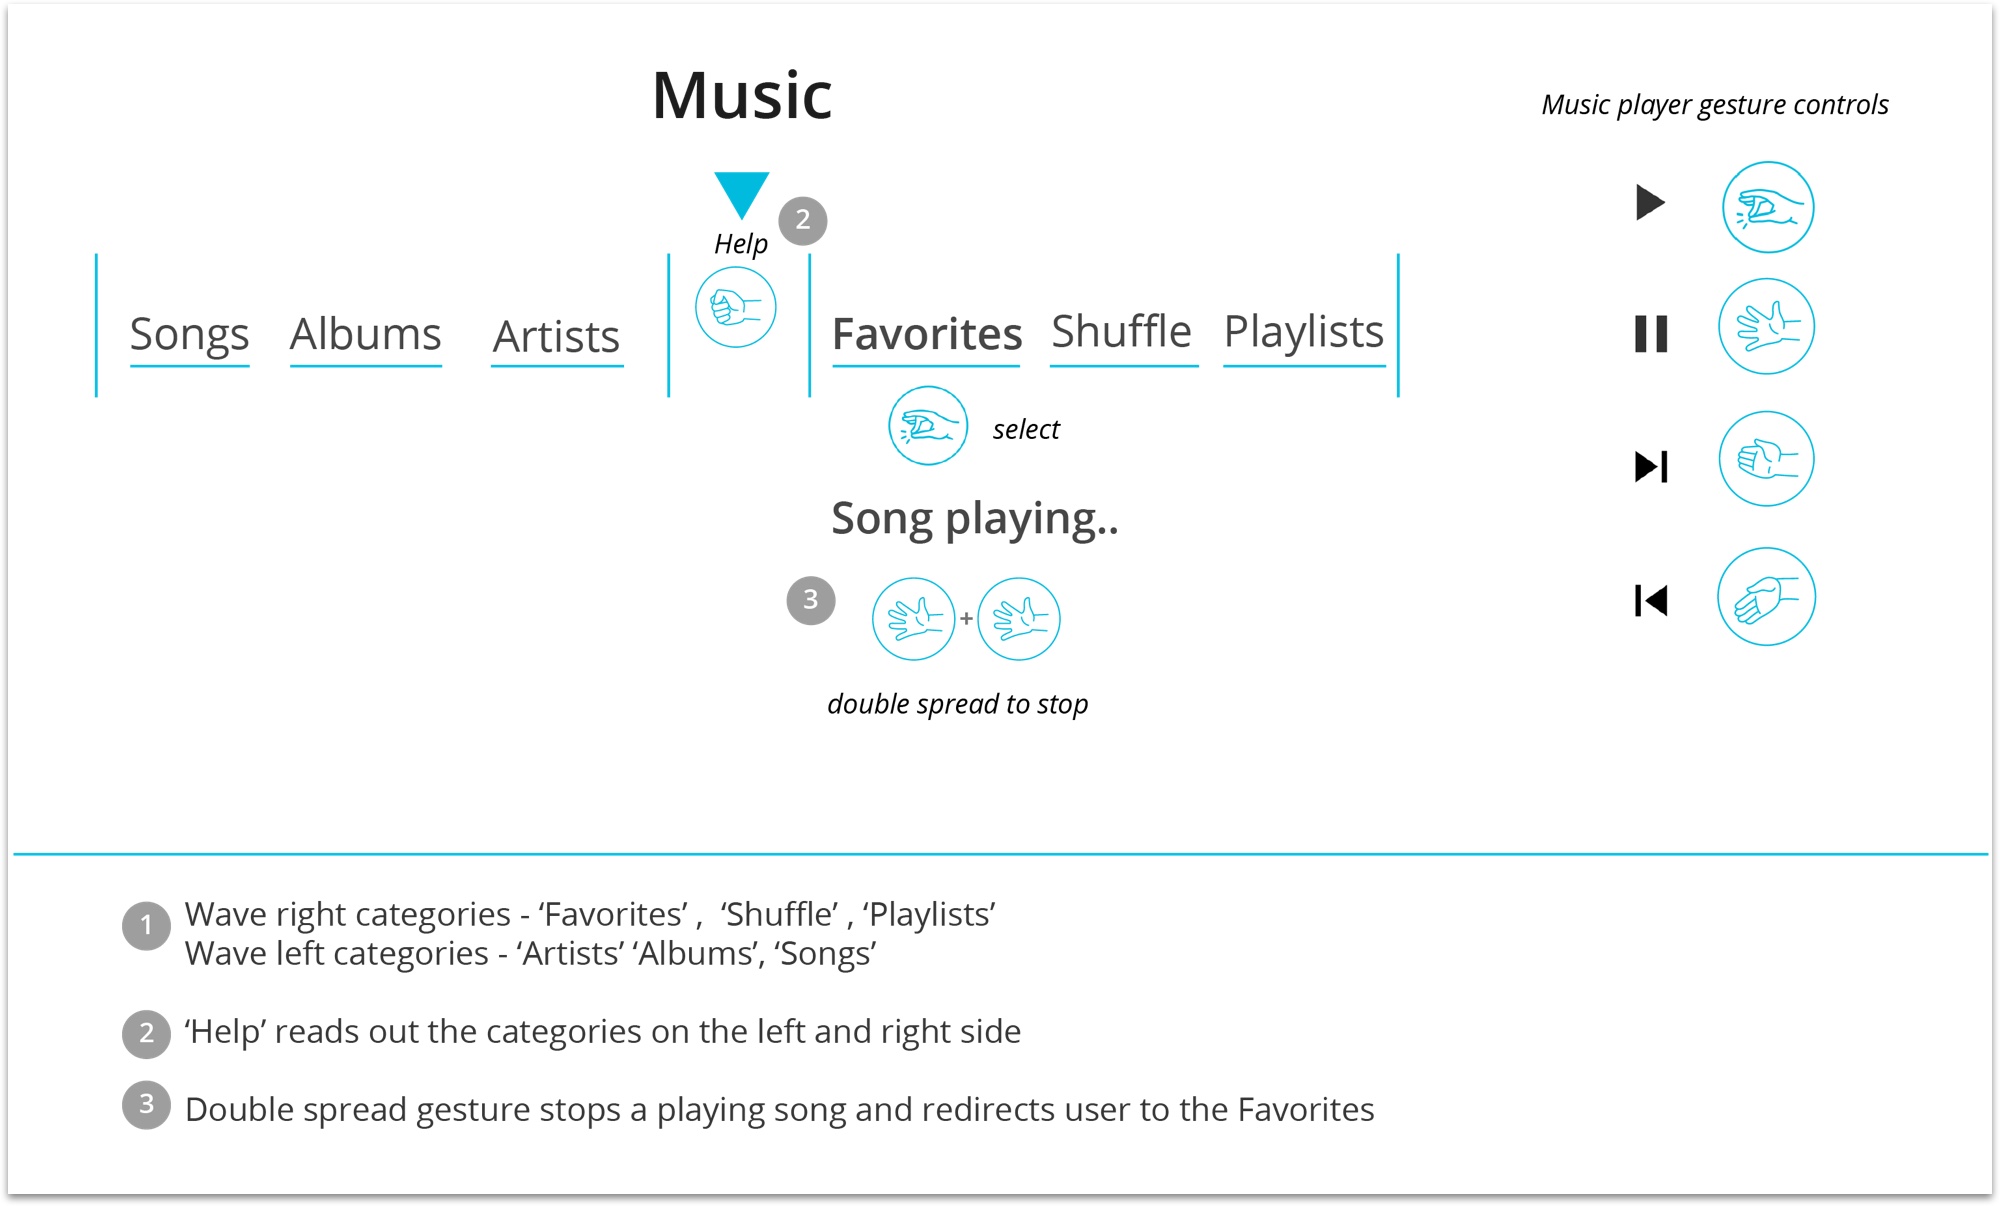 Music
Music player gesture controls
2
Help
Songs Albums Artists Favorites Shuffle Playlists
select
Song playing..
3
+
double spread to stop
1
Wave right categories - ‘Favorites’ ,  ‘Shuffle’ , ‘Playlists’
Wave left categories - ‘Artists’ ‘Albums’, ‘Songs’
2
‘Help’ reads out the categories on the left and right side
3
Double spread gesture stops a playing song and redirects user to the Favorites